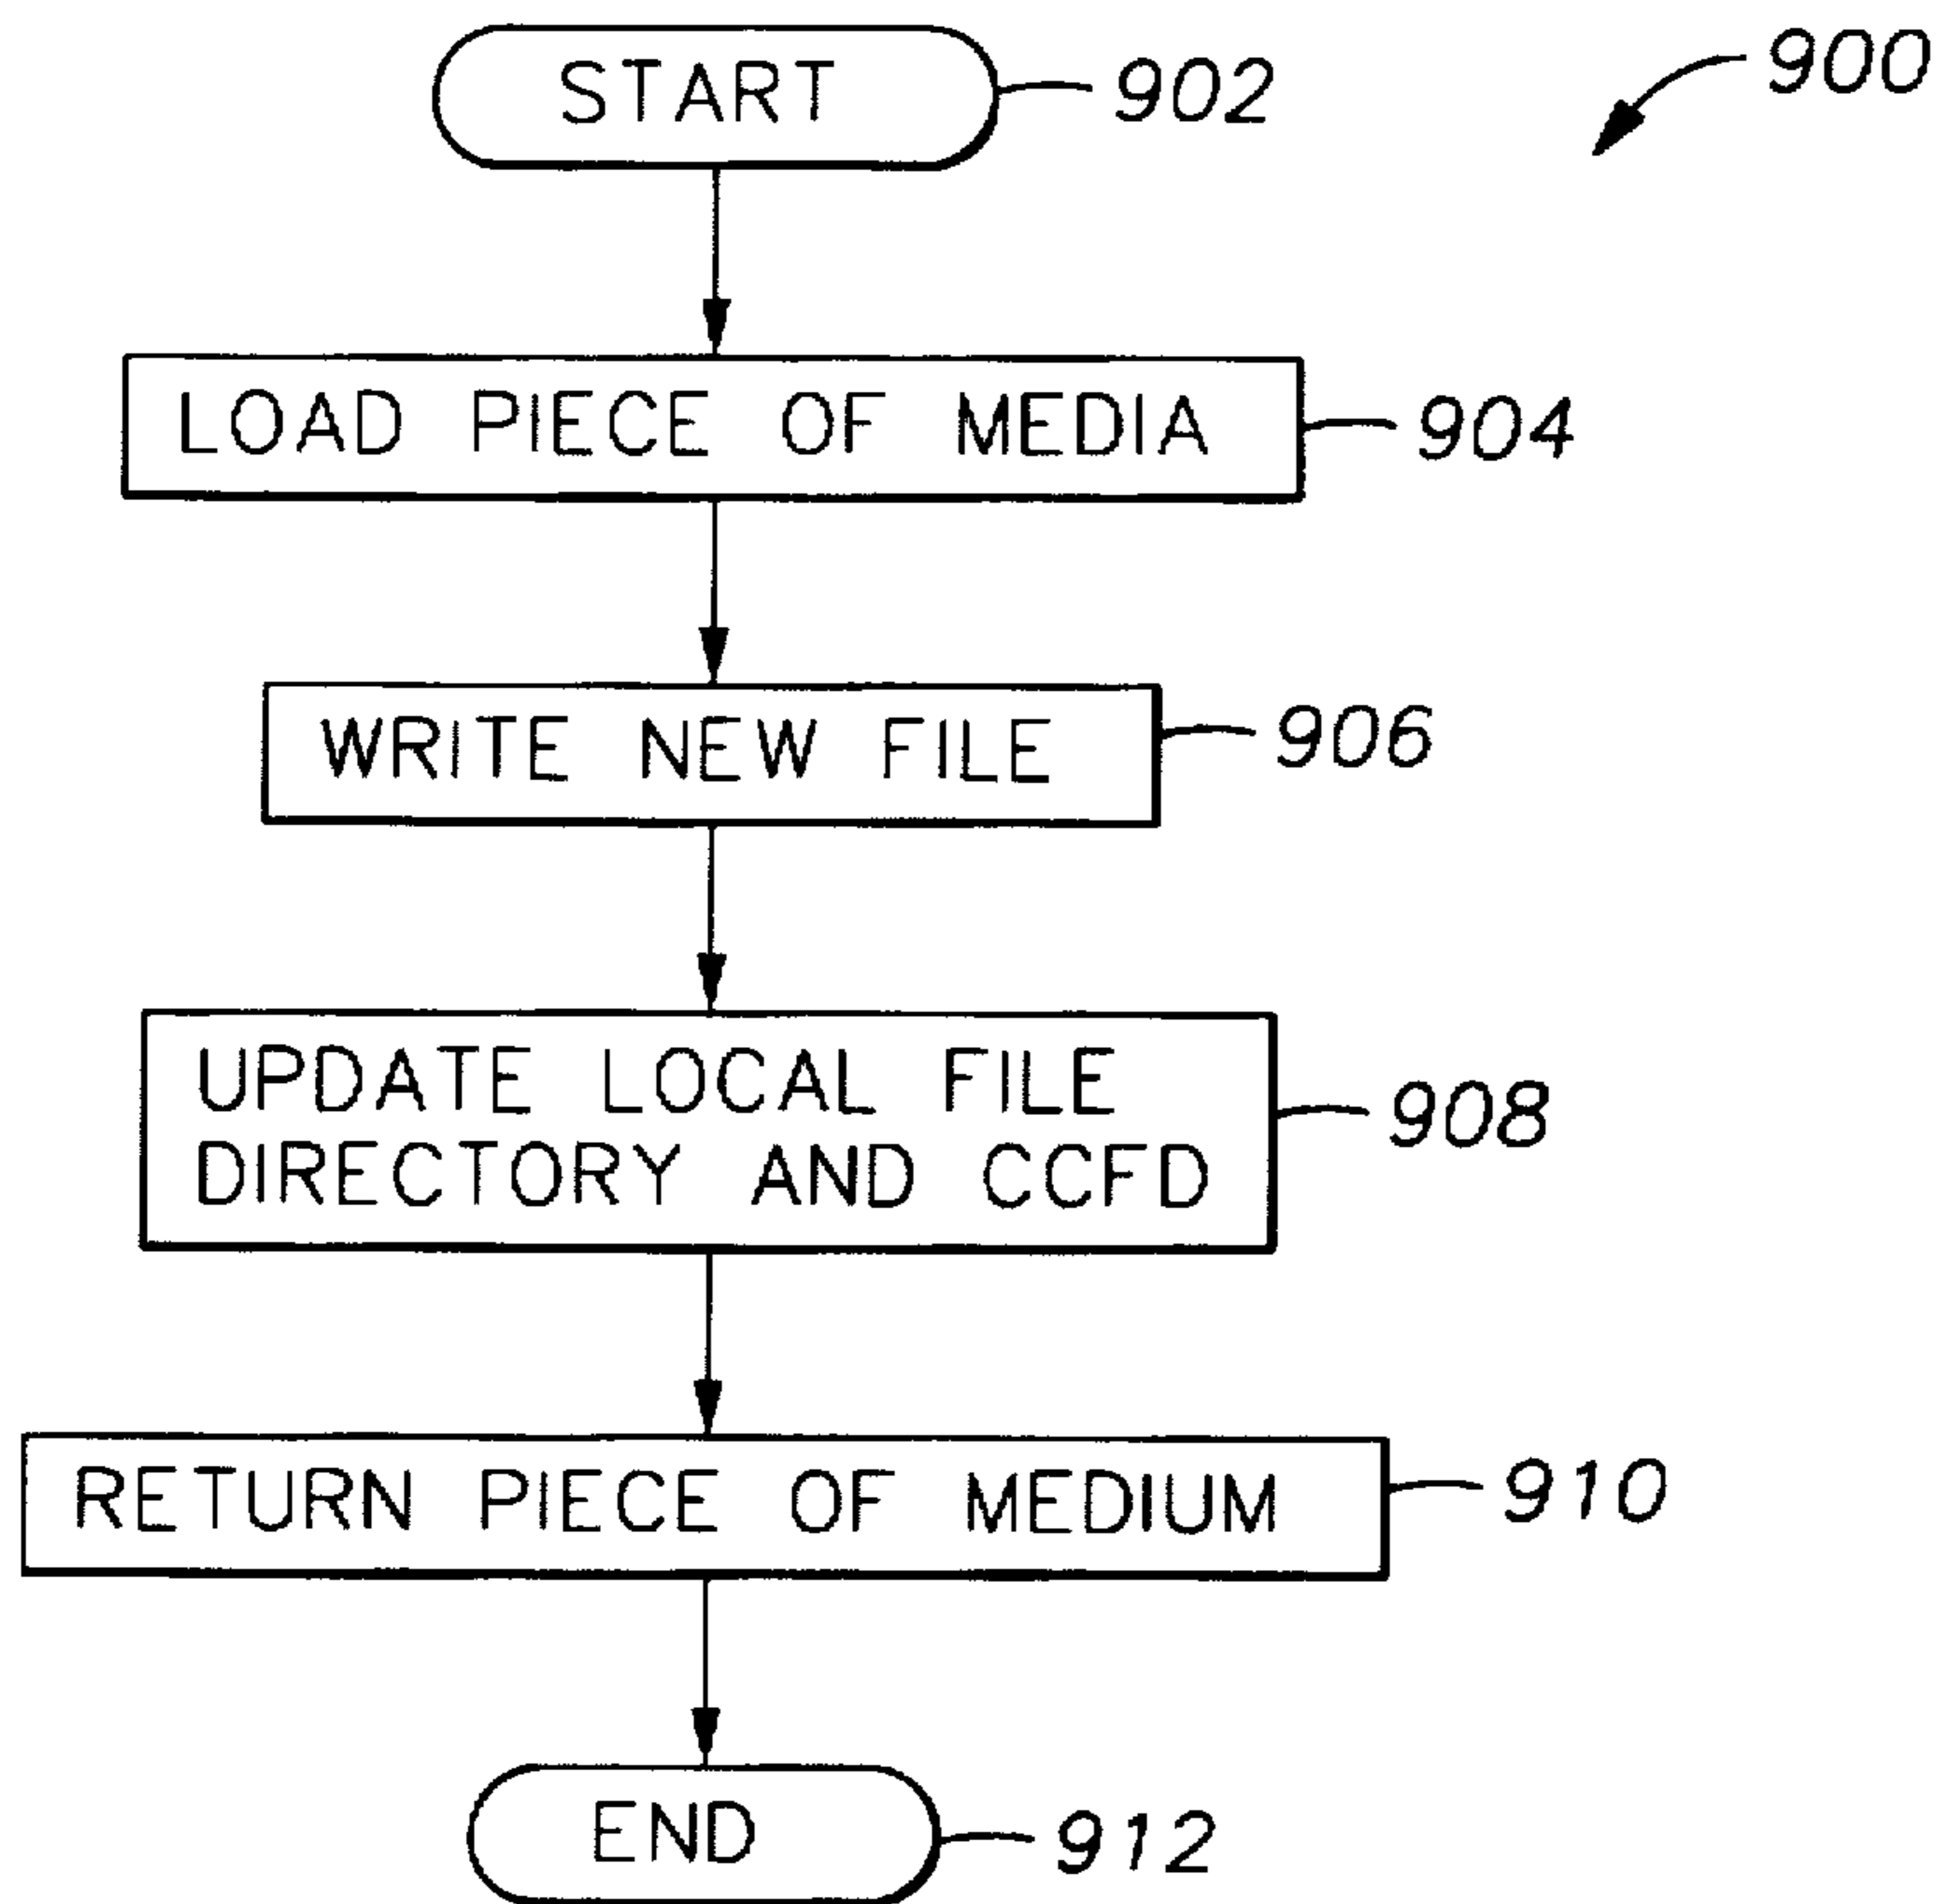 START 902
900
LOAD PIECE OF MEDIA 904
WRITE NEW FILE 906
UPDATE LOCAL FILE
DIRECTORY AND CCFD 908
RETURN PIECE OF MEDIUM 910
END 912